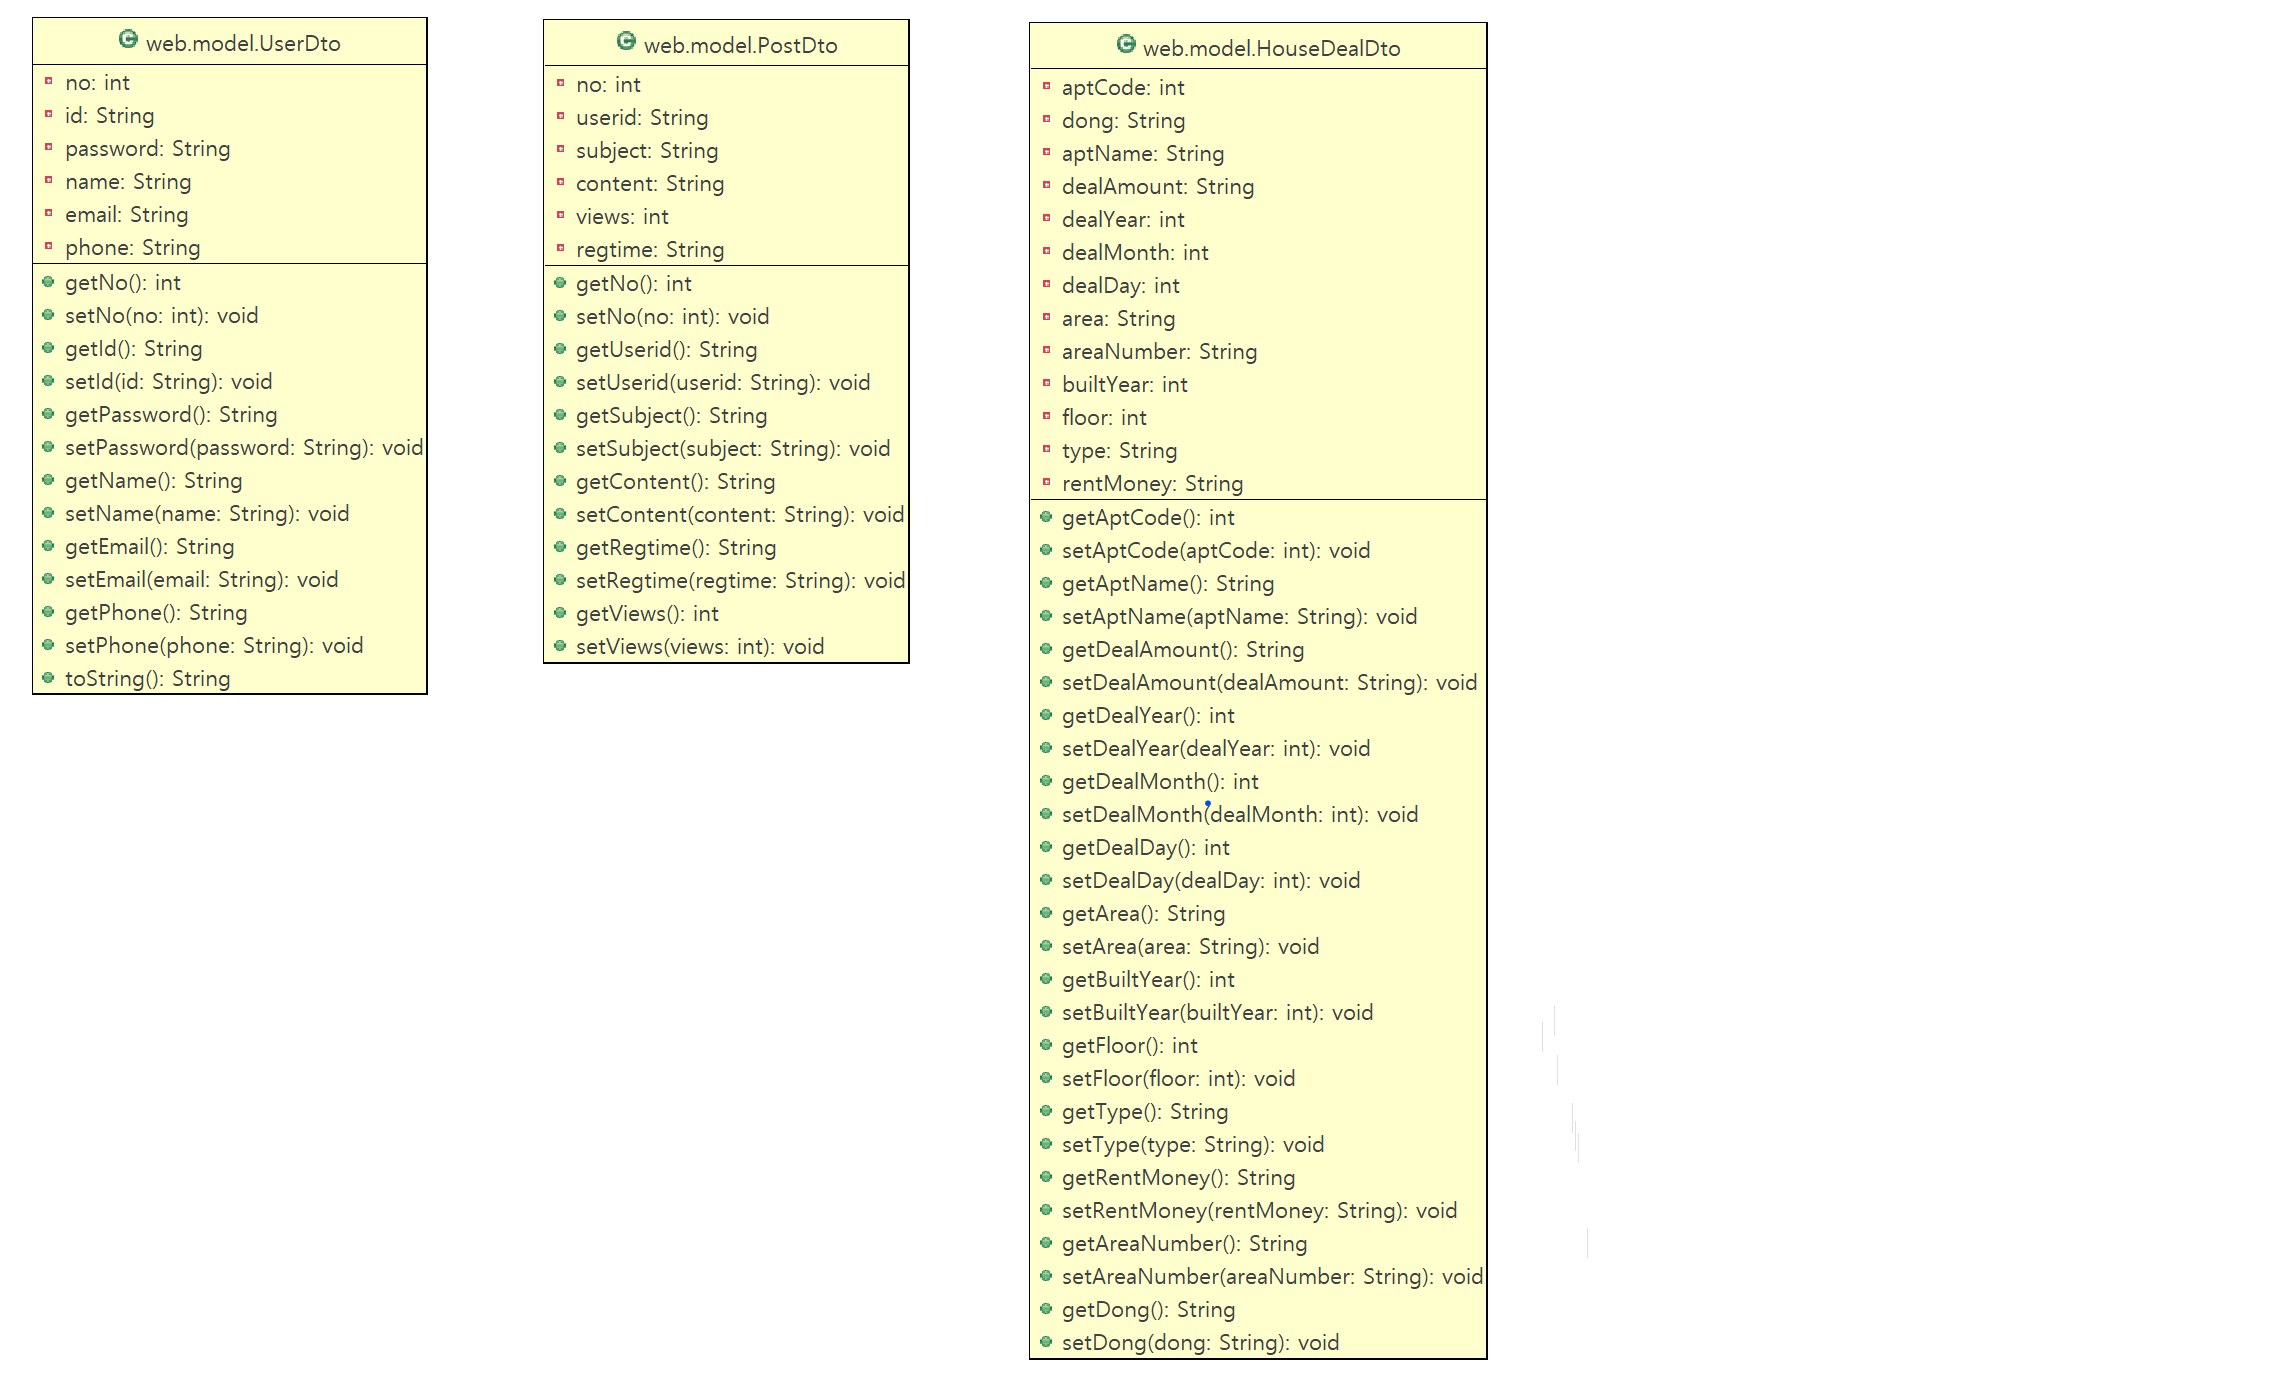 web.model.UserDto
no: int
id: String
password: String
name: String
email: String
phone: String
getNo(): int
setNo(no: int): void
getId(): String
setId(id: String): void
getPassword(): String
setPassword(password: String): void
getName(): String
setName(name: String): void
getEmail(): String
setEmail(email: String): void
getPhone(): String
setPhone(phone: String): void
toString(): String
web.model.PostDto
no: int
userid: String
subject: String
content: String
views: int
regtime: String
getNo(): int
setNo(no: int): void
getUserid(): String
setUserid(userid: String): void
getSubject(): String
setSubject(subject: String): void
getContent(): String
setContent(content: String): void
getRegtime(): String
setRegtime(regtime: String): void
getViews(): int
setViews(views: int): void
web.model.HouseDealDto
aptCode: int
dong: String
aptName: String
dealAmount: String
dealYear: int
dealMonth: int
dealDay: int
area: String
areaNumber: String
builtYear: int
floor: int
type: String
rentMoney: String
getAptCode(): int
setAptCode(aptCode: int): void
getAptName(): String
setAptName(aptName: String): void
getDealAmount(): String
setDealAmount(dealAmount: String): void
getDealYear(): int
setDealYear(dealYear: int): void
getDealMonth(): int
setDealMonth(dealMonth: int): void
getDealDay(): int
setDealDay(dealDay: int): void
getArea(): String
setArea(area: String): void
getBuiltYear(): int
setBuiltYear(builtYear: int): void
getFloor(): int
setFloor(floor: int): void
getType(): String
setType(type: String): void
getRentMoney(): String
setRentMoney(rentMoney: String): void
getAreaNumber(): String
setAreaNumber(areaNumber: String): void
getDong(): String
setDong(dong: String): void